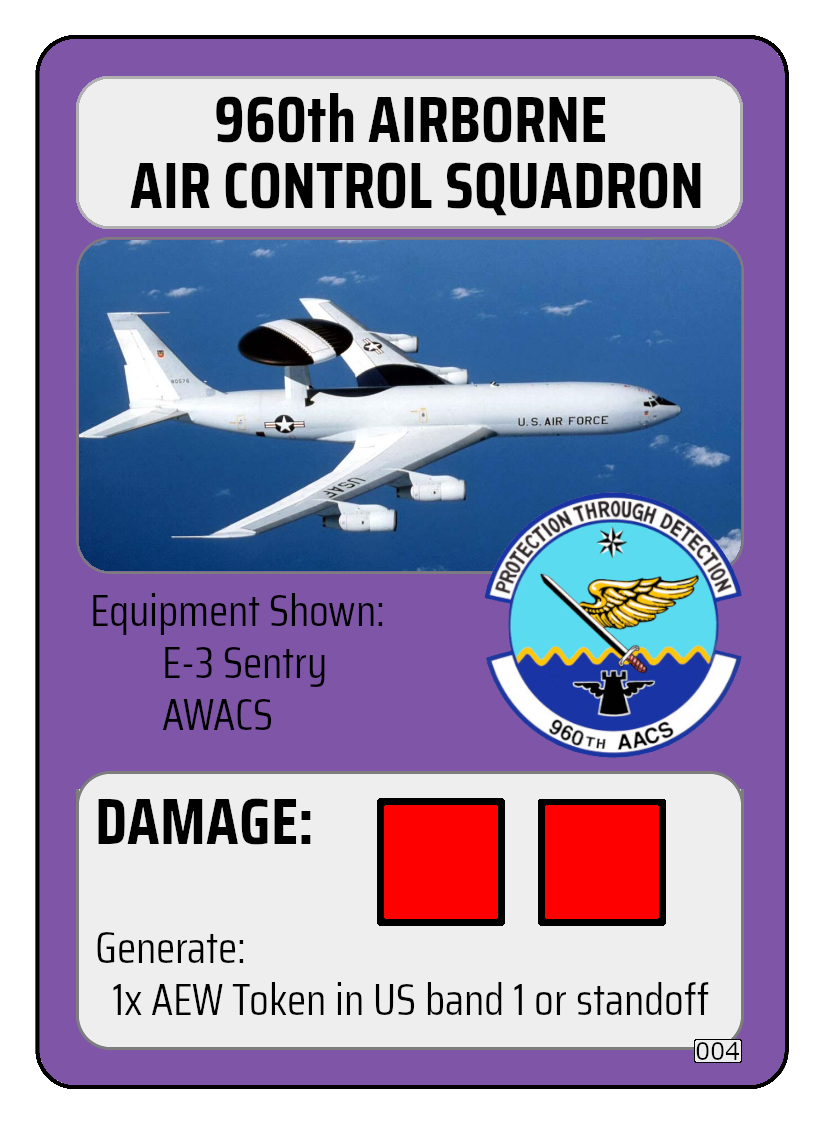 960th AIRBORNE
AIR CONTROL SQUADRON
U.S. AIR FORCE
USAF
PROTECTION THROUGH DETECTION
960TH AACS
Equipment Shown:
E-3 Sentry
AWACS
DAMAGE:
Generate:
1x AEW Token in US band 1 or standoff
004